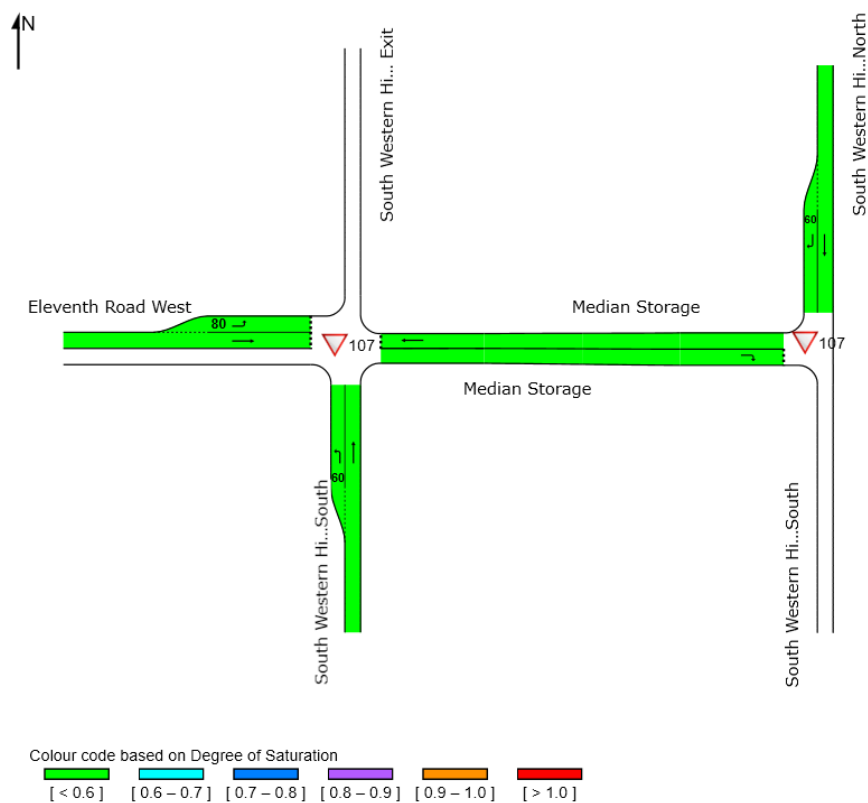 N
South Western Hi... Exit
South Western Hi...North
60
Eleventh Road West
80
Median Storage
107
107
Median Storage
60
South Western Hi...South
South Western Hi...South
Colour code based on Degree of Saturation
[ < 0.6 ] [ 0.6 – 0.7 ] [ 0.7 – 0.8 ] [ 0.8 – 0.9 ] [ 0.9 – 1.0 ] [ > 1.0 ]